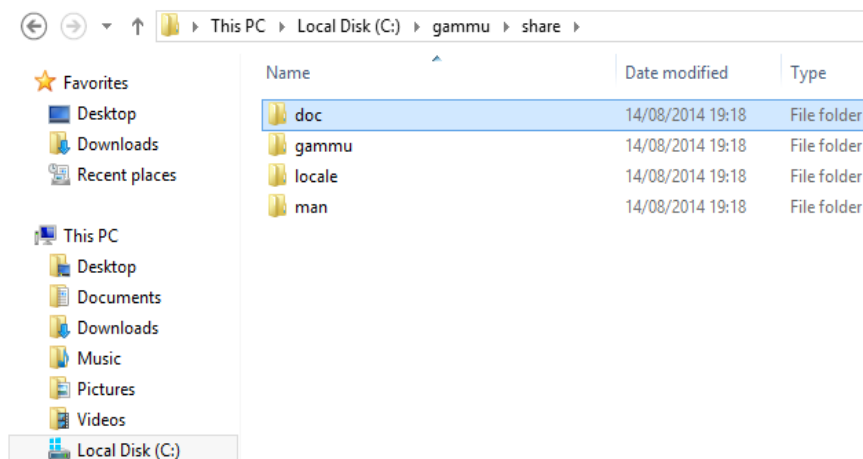 This PC Local Disk (C:) gammu share
Name Date modified Type
Favorites
Desktop
Downloads
Recent places
This PC
Desktop
Documents
Downloads
Music
Pictures
Videos
Local Disk (C:)
doc 14/08/2014 19:18 File folder
gammu 14/08/2014 19:18 File folder
locale 14/08/2014 19:18 File folder
man 14/08/2014 19:18 File folder